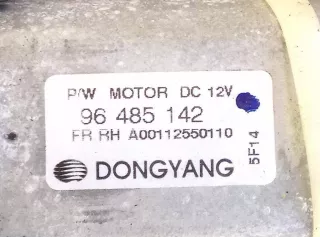 P/W MOTOR DC 12V
96 485 142
FR RH A00112550110
5F14
DONGYANG